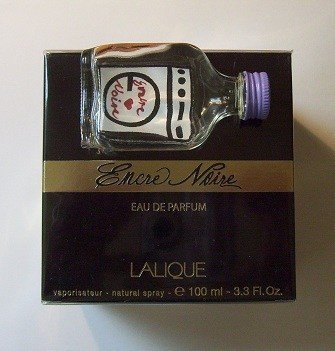 Encre Noire
EAU DE PARFUM
LALIQUE
vaporisateur - natural spray - ℮ 100 ml - 3.3 Fl.Oz.